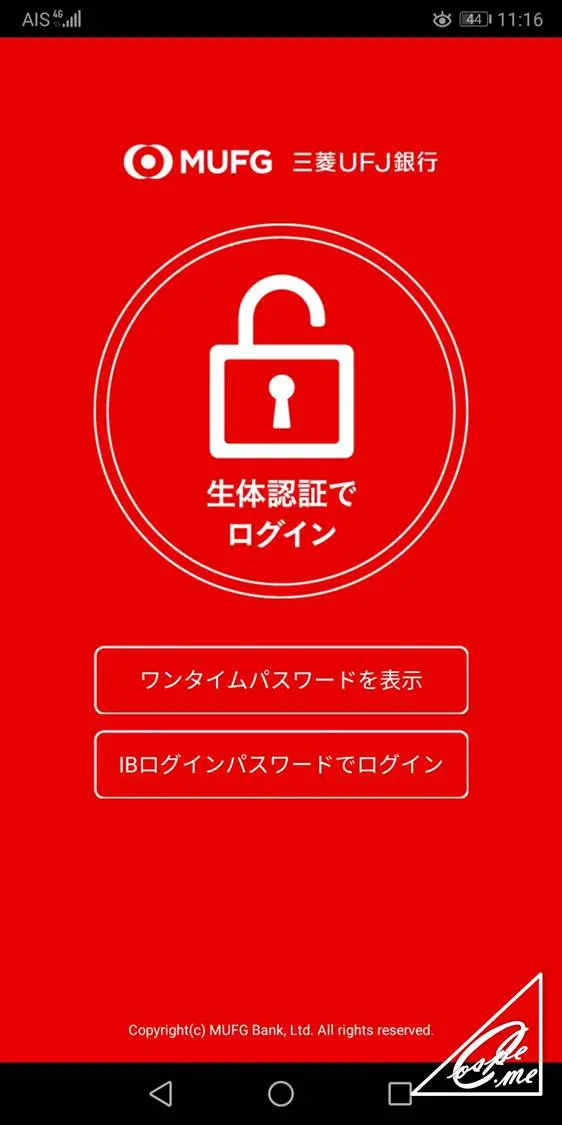 AIS 4G 44 11:16
MUFG 三菱UFJ銀行
生体認証で
ログイン
ワンタイムパスワードを表示
IBログインパスワードでログイン
Copyright(c) MUFG Bank, Ltd. All rights reserved.